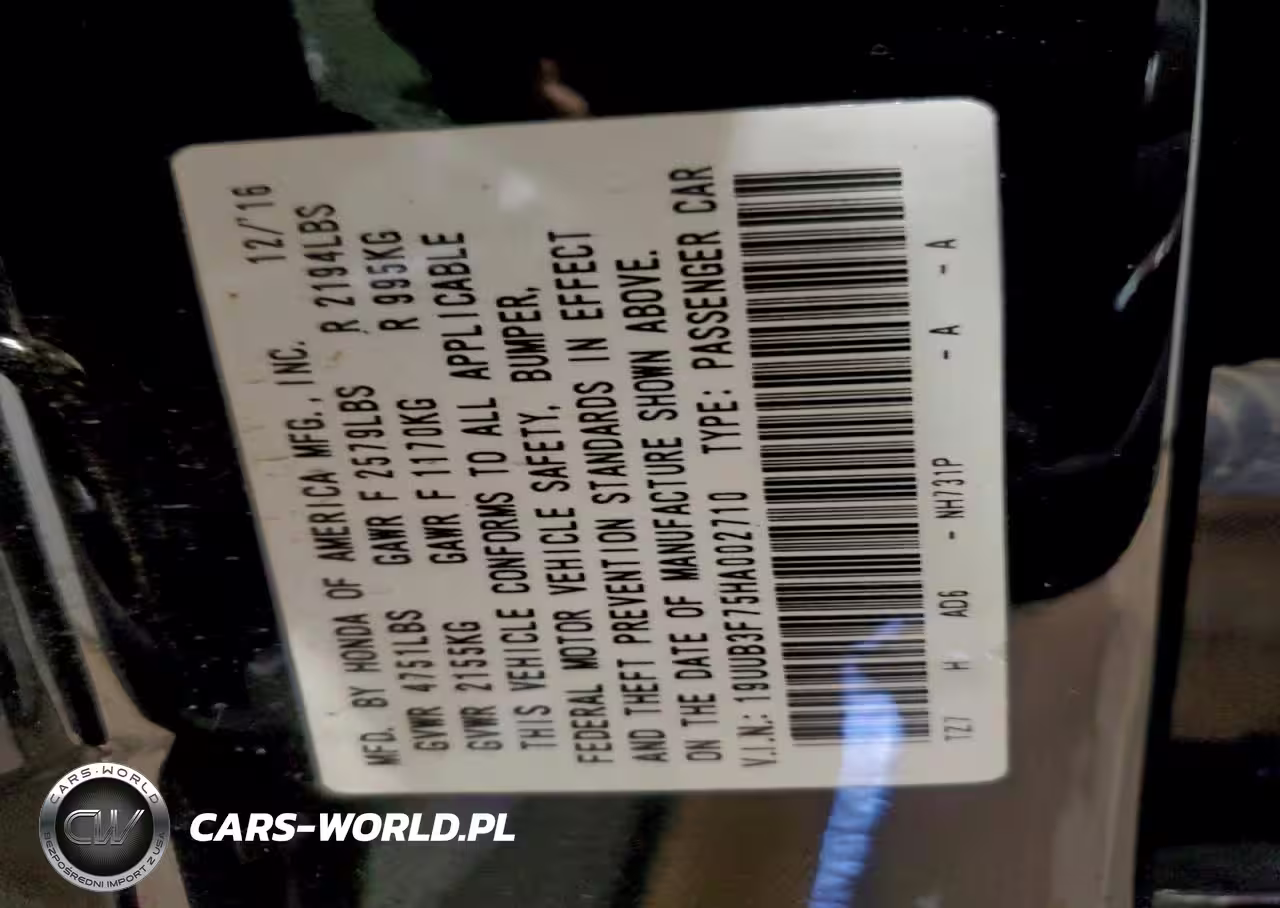 MFD. BY HONDA OF AMERICA MFG., INC. 12/'16
GVWR 4751LBS GAWR F 2579LBS R 2194LBS
GVWR 2155KG GAWR F 1170KG R 995KG
THIS VEHICLE CONFORMS TO ALL APPLICABLE
FEDERAL MOTOR VEHICLE SAFETY, BUMPER,
AND THEFT PREVENTION STANDARDS IN EFFECT
ON THE DATE OF MANUFACTURE SHOWN ABOVE.
V.I.N.: 19UUB3F75HA002710 TYPE: PASSENGER CAR
TZ7 H AD6 - NH731P - A - A
CARS-WORLD
CW
BEZPOŚREDNI IMPORT Z USA
CARS-WORLD.PL